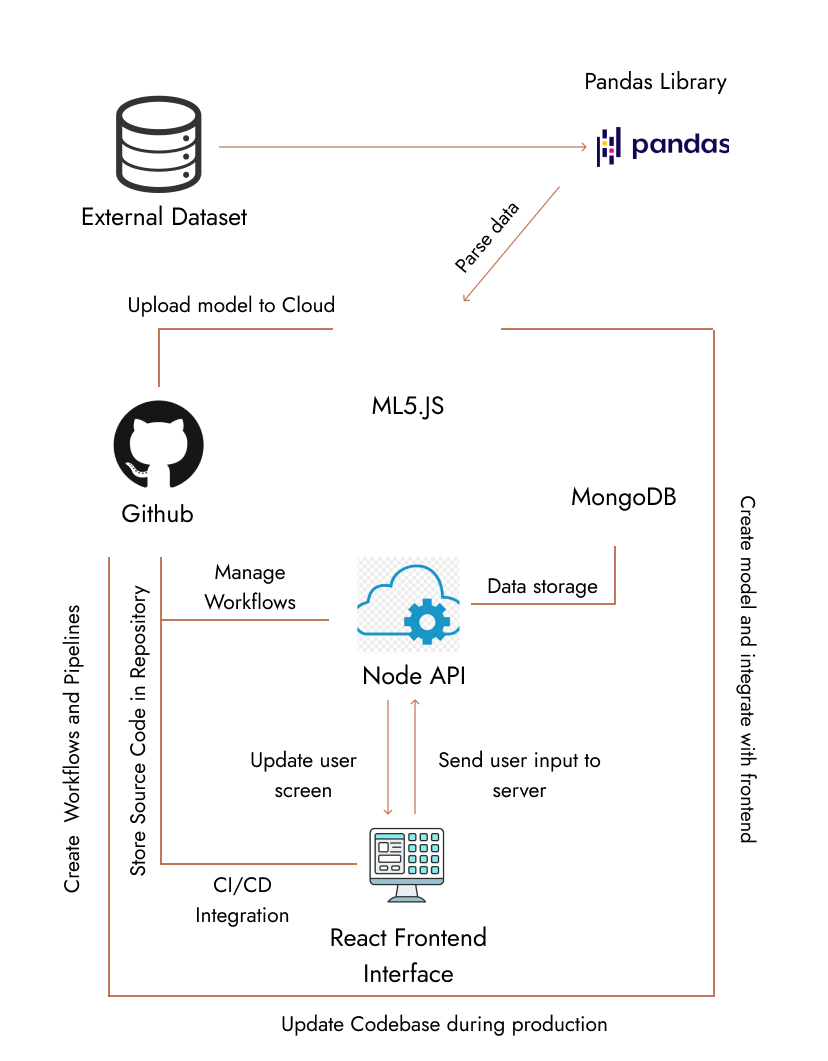 Pandas Library
pandas
External Dataset
Parse data
Upload model to Cloud
ML5.JS
Github
MongoDB
Manage
Workflows
Data storage
Node API
Create Workflows and Pipelines
Store Source Code in Repository
Create model and integrate with frontend
Update user
screen
Send user input to
server
CI/CD
Integration
React Frontend
Interface
Update Codebase during production